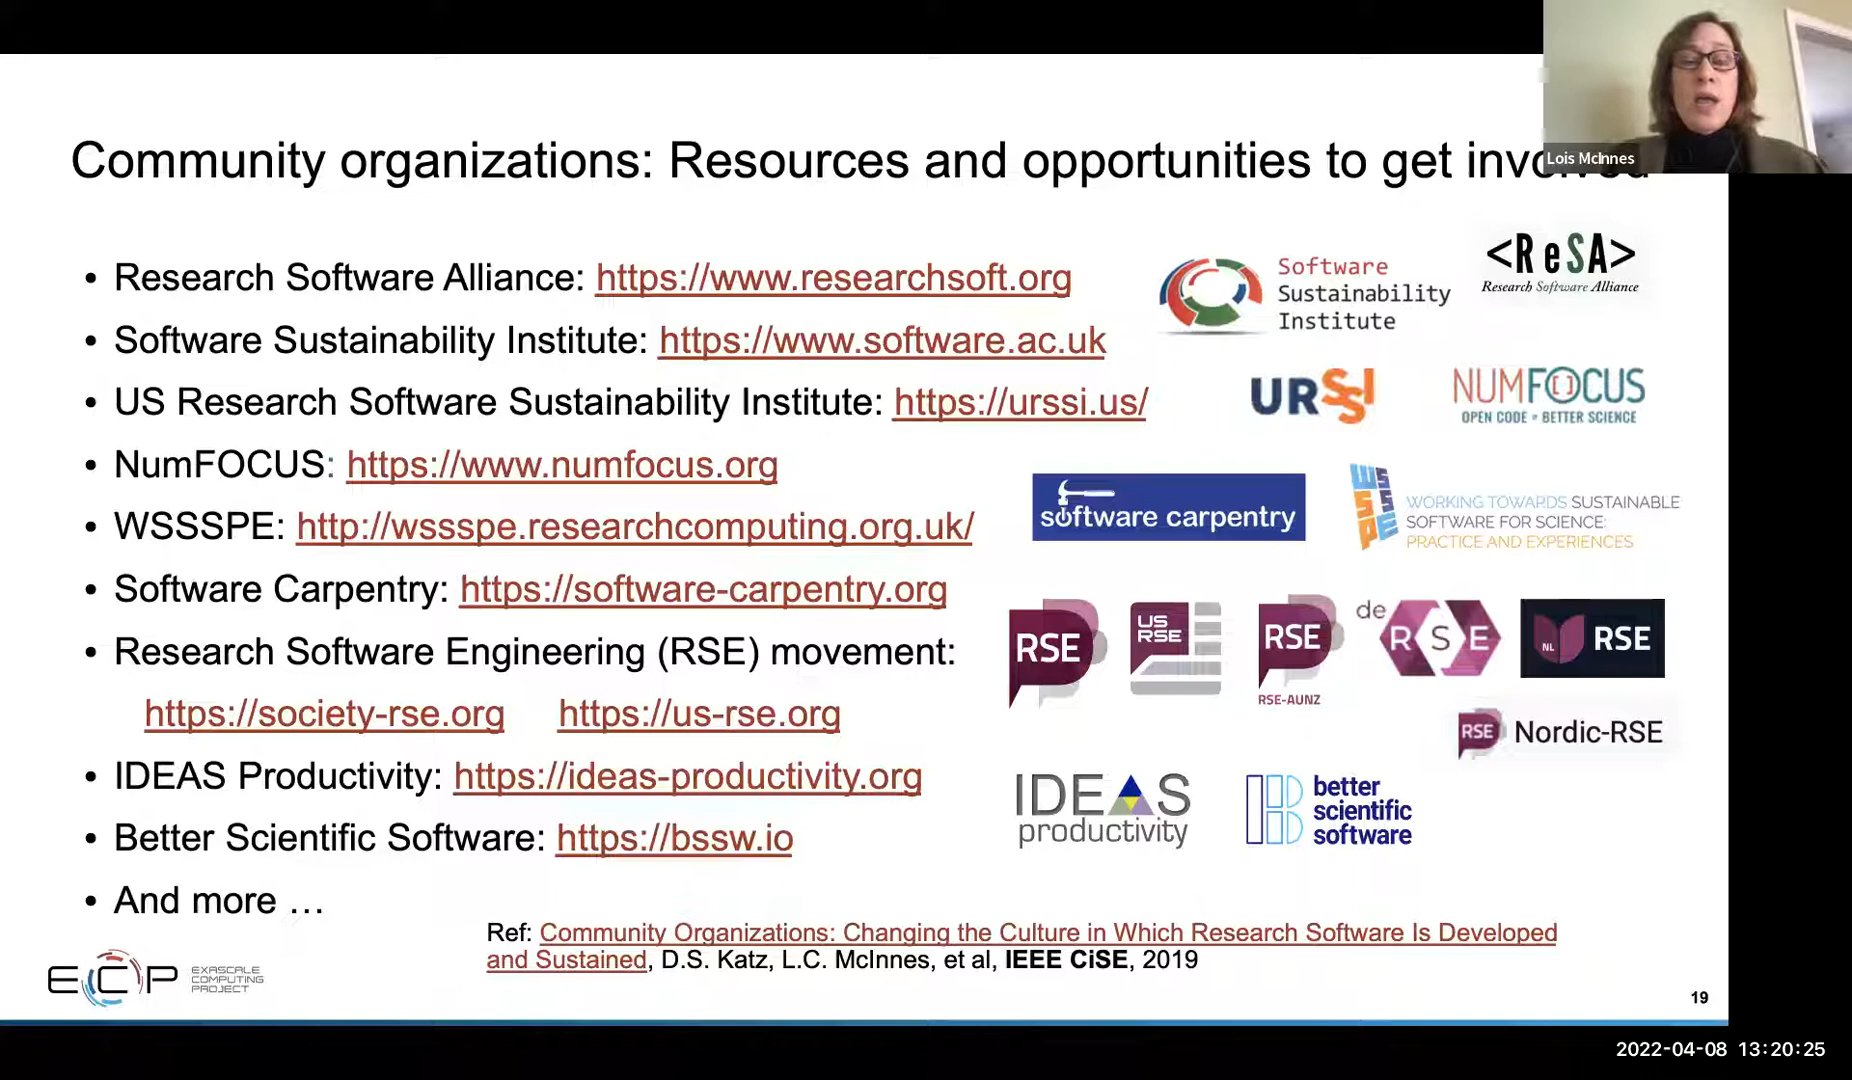 Lois McInnes
Community organizations: Resources and opportunities to get involved
• Research Software Alliance: https://www.researchsoft.org
• Software Sustainability Institute: https://www.software.ac.uk
• US Research Software Sustainability Institute: https://urssi.us/
• NumFOCUS: https://www.numfocus.org
• WSSSPE: http://wssspe.researchcomputing.org.uk/
• Software Carpentry: https://software-carpentry.org
• Research Software Engineering (RSE) movement:
https://society-rse.org https://us-rse.org
• IDEAS Productivity: https://ideas-productivity.org
• Better Scientific Software: https://bssw.io
• And more …
Software
Sustainability
Institute
<ReSA>
Research Software Alliance
URSSI
NUMFOCUS
OPEN CODE = BETTER SCIENCE
software carpentry
WSSSPE
WORKING TOWARDS SUSTAINABLE
SOFTWARE FOR SCIENCE:
PRACTICE AND EXPERIENCES
RSE
US
RSE
RSE
RSE-AUNZ
de
RSE
NL
RSE
RSE
Nordic-RSE
IDEAS
productivity
better
scientific
software
Ref: Community Organizations: Changing the Culture in Which Research Software Is Developed
and Sustained, D.S. Katz, L.C. McInnes, et al, IEEE CiSE, 2019
ECP
EXASCALE
COMPUTING
PROJECT
19
2022-04-08 13:20:25